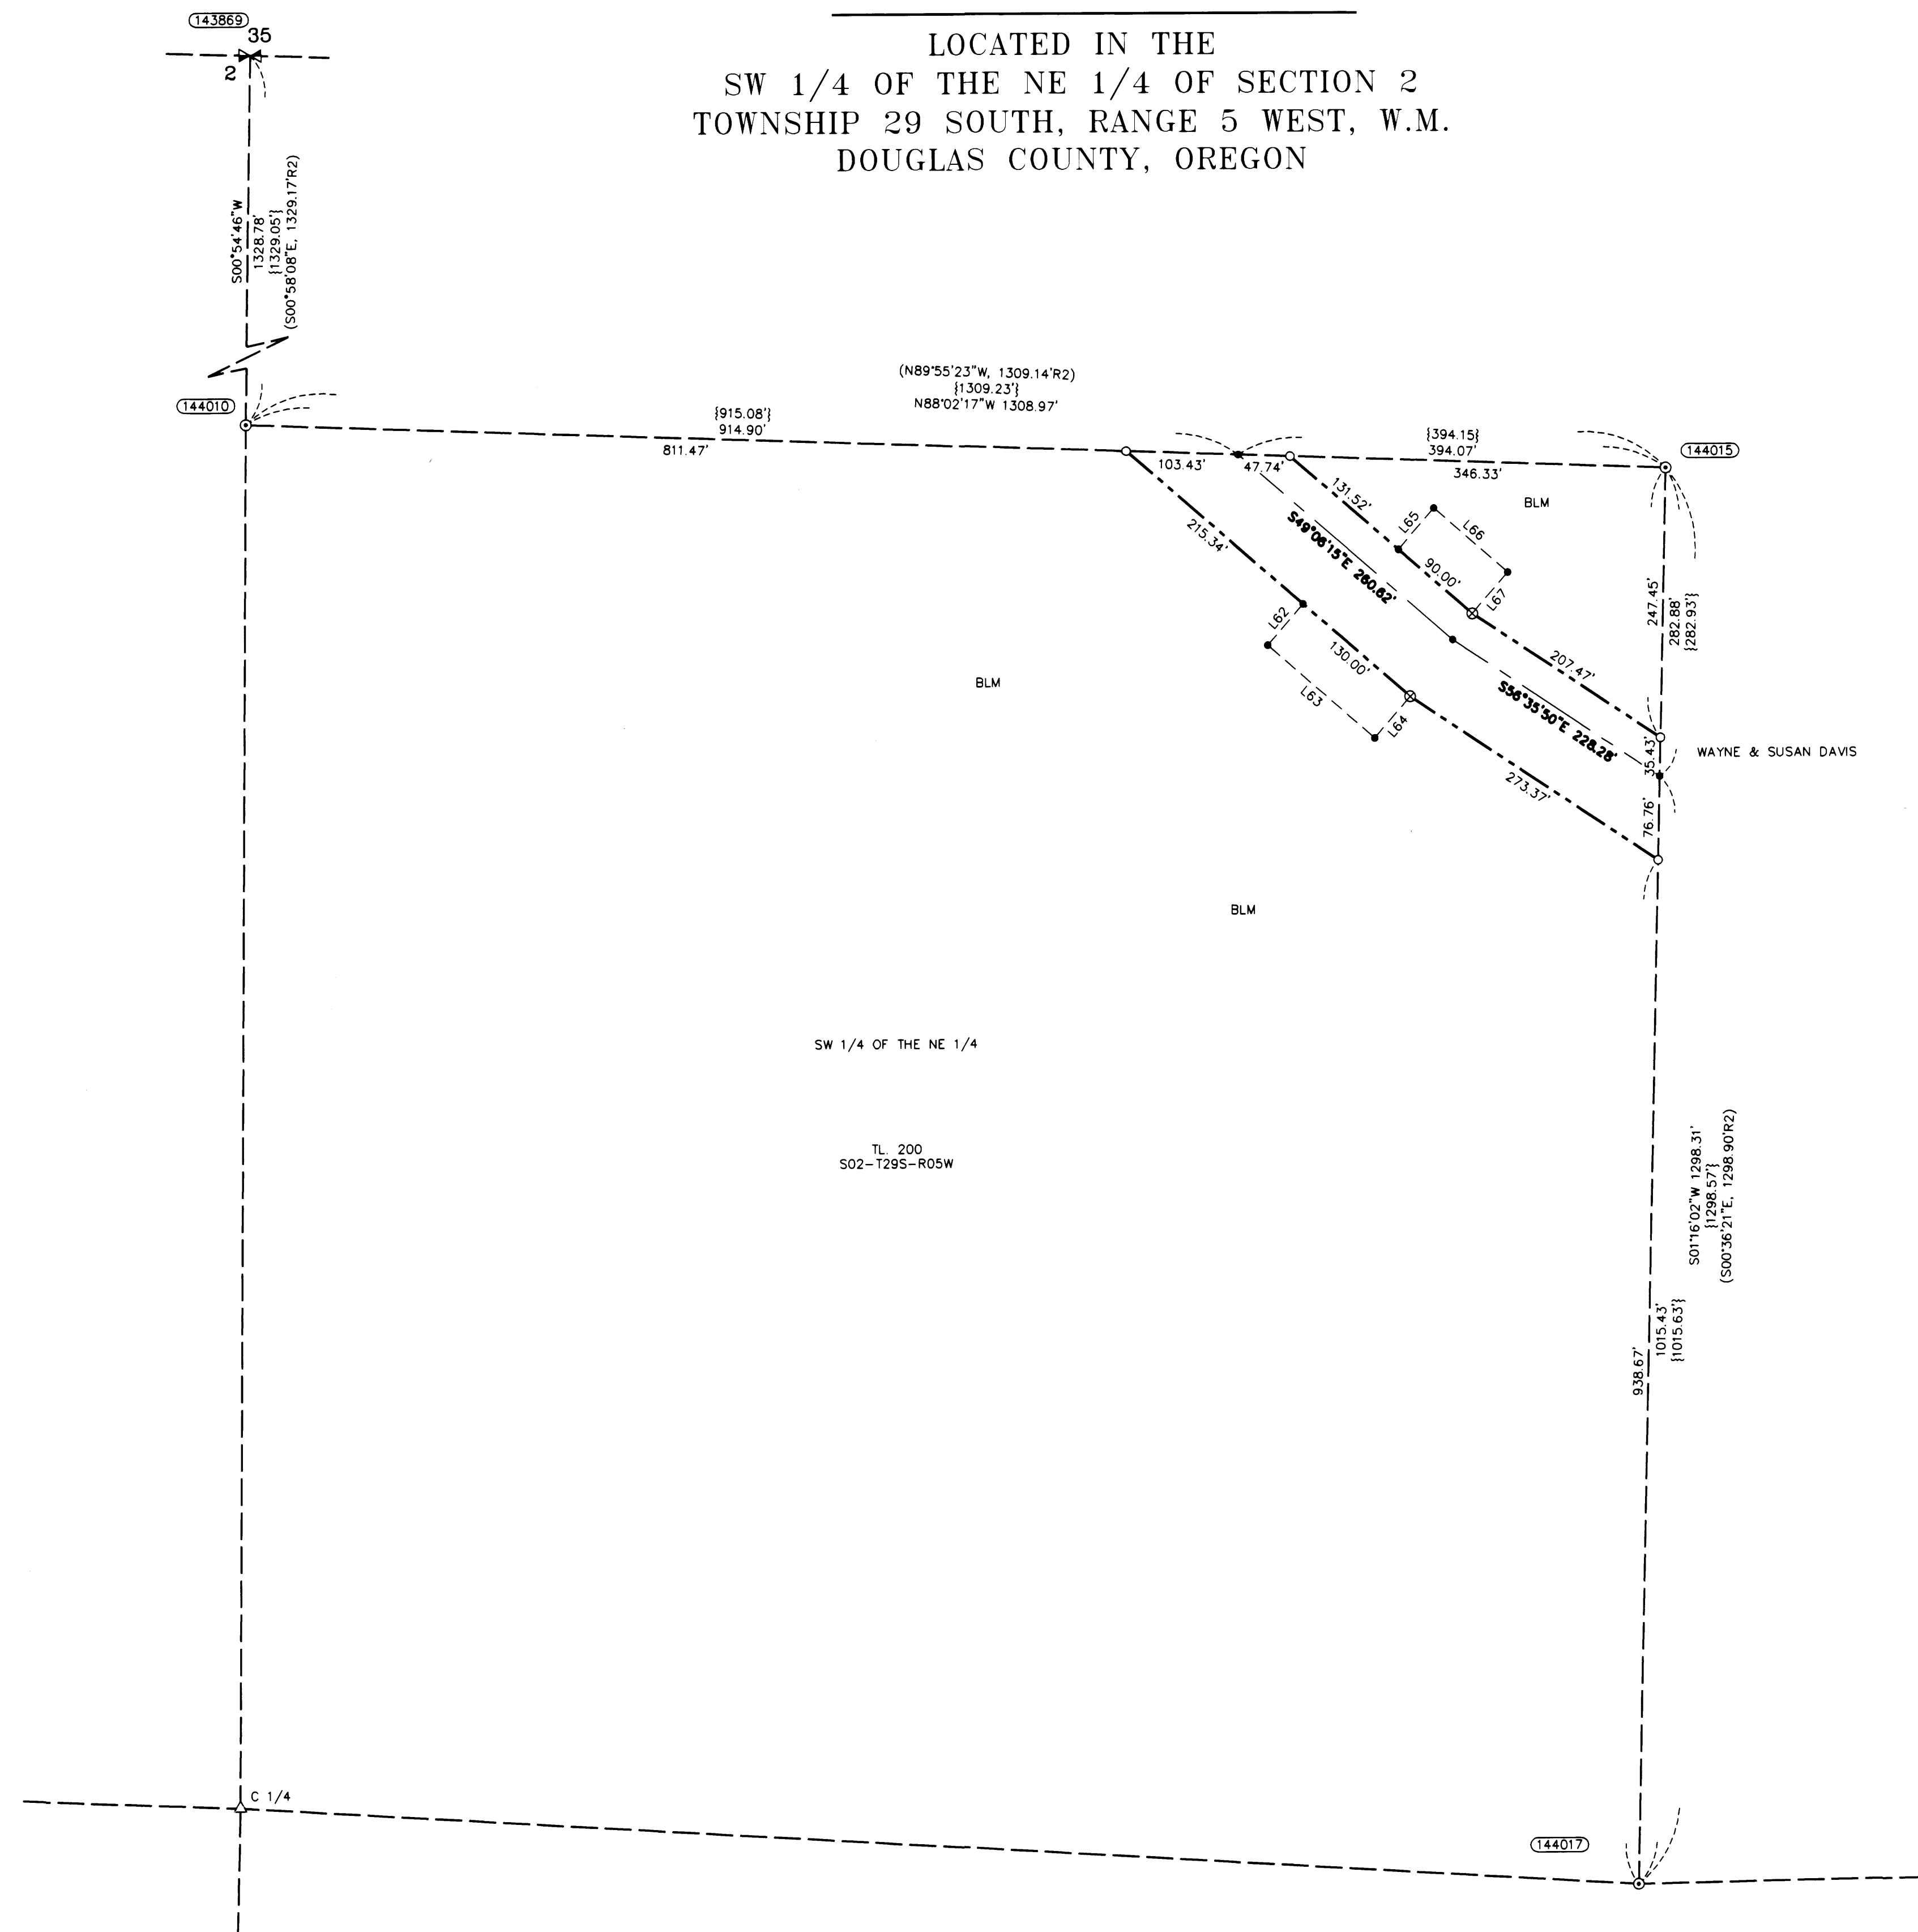 143869
35
2
LOCATED IN THE
SW 1/4 OF THE NE 1/4 OF SECTION 2
TOWNSHIP 29 SOUTH, RANGE 5 WEST, W.M.
DOUGLAS COUNTY, OREGON
S00°54'46"W
1328.78'
{1329.05'}
(S00°58'08"E, 1329.17'R2)
144010
(N89°55'23"W, 1309.14'R2)
{1309.23'}
N88°02'17"W 1308.97'
{915.08'}
914.90'
811.47'
103.43'
47.74'
{394.15}
394.07'
346.33'
144015
BLM
131.52'
L65
L66
90.00'
L67
S49°06'15"E 260.62'
215.34'
L62
130.00'
L63
L64
BLM
207.47'
S56°35'50"E 228.28'
273.37'
247.45'
282.88'
{282.93'}
35.43'
76.76'
WAYNE & SUSAN DAVIS
BLM
SW 1/4 OF THE NE 1/4
TL. 200
S02-T29S-R05W
S01°16'02"W 1298.31'
{1298.57'}
(S00°36'21"E, 1298.90'R2)
1015.43'
{1015.63'}
938.67'
C 1/4
144017